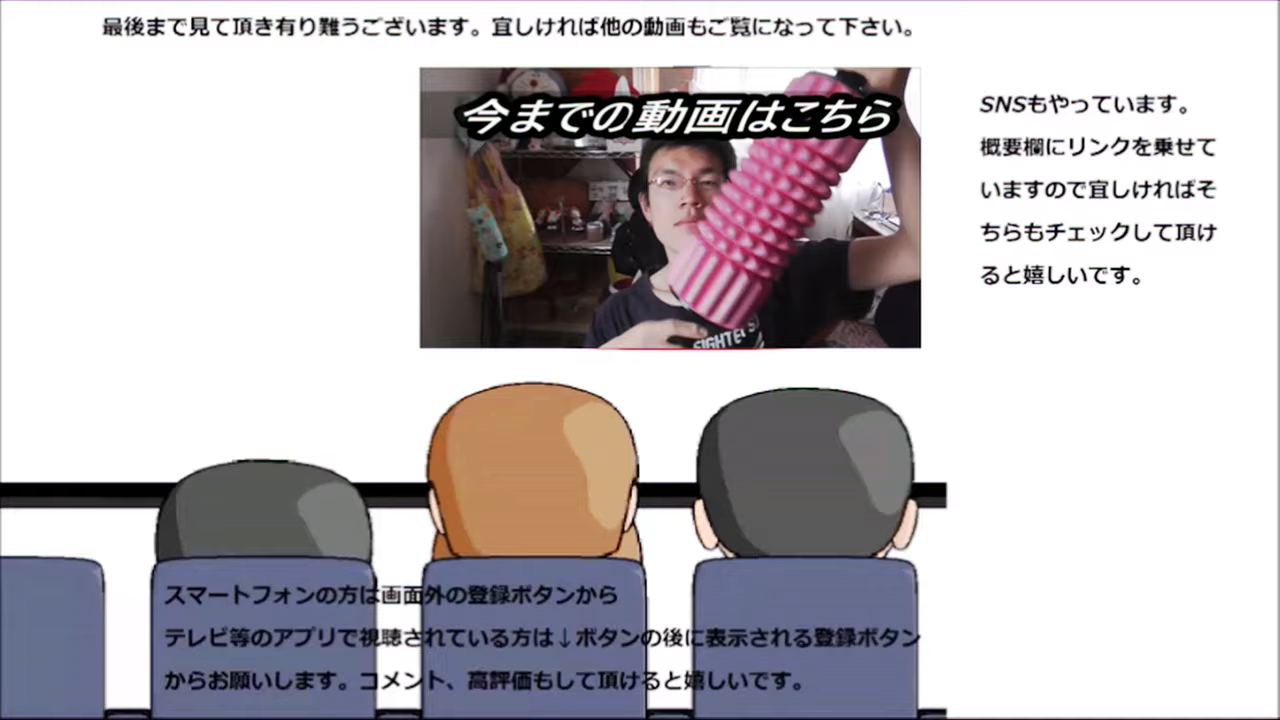 最後まで見て頂き有り難うございます。宜しければ他の動画もご覧になって下さい。
今までの動画はこちら
SNSもやっています。
概要欄にリンクを乗せて
いますので宜しければそ
ちらもチェックして頂け
ると嬉しいです。
スマートフォンの方は画面外の登録ボタンから
テレビ等のアプリで視聴されている方は↓ボタンの後に表示される登録ボタン
からお願いします。コメント、高評価もして頂けると嬉しいです。